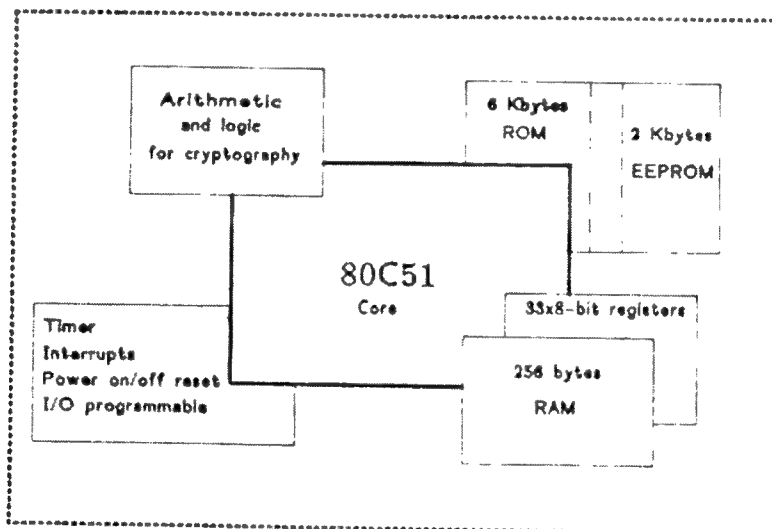 Arithmetic
and logic
for cryptography
6 Kbytes
ROM
2 Kbytes
EEPROM
80C51
Core
33x8-bit registers
Timer
Interrupts
Power on/off reset
I/O programmable
256 bytes
RAM